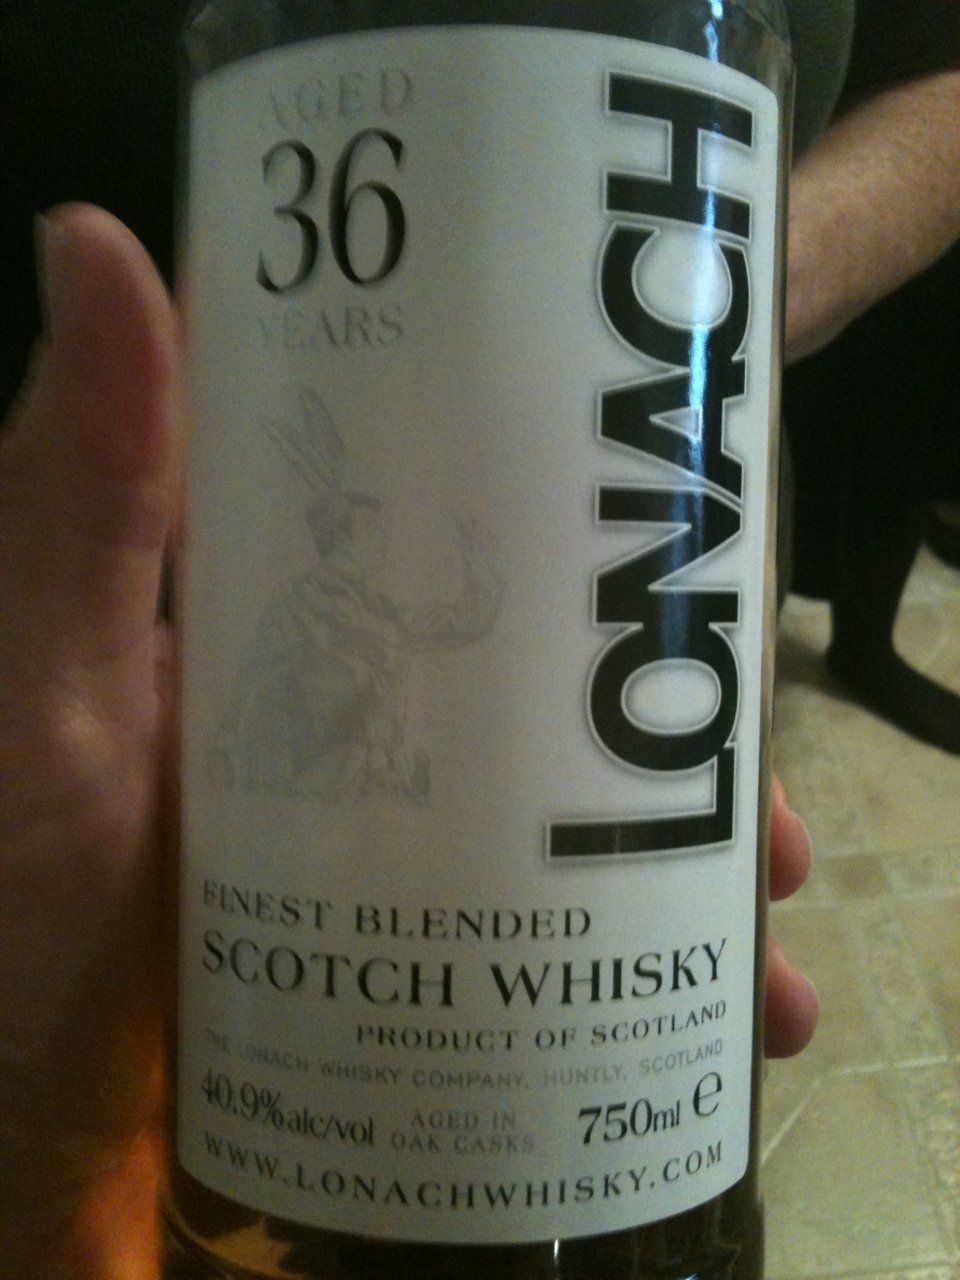 AGED
36
YEARS
LONACH
FINEST BLENDED
SCOTCH WHISKY
PRODUCT OF SCOTLAND
THE LONACH WHISKY COMPANY, HUNTLY, SCOTLAND
40.9%alc/vol
AGED IN
OAK CASKS
750ml e
WWW.LONACHWHISKY.COM